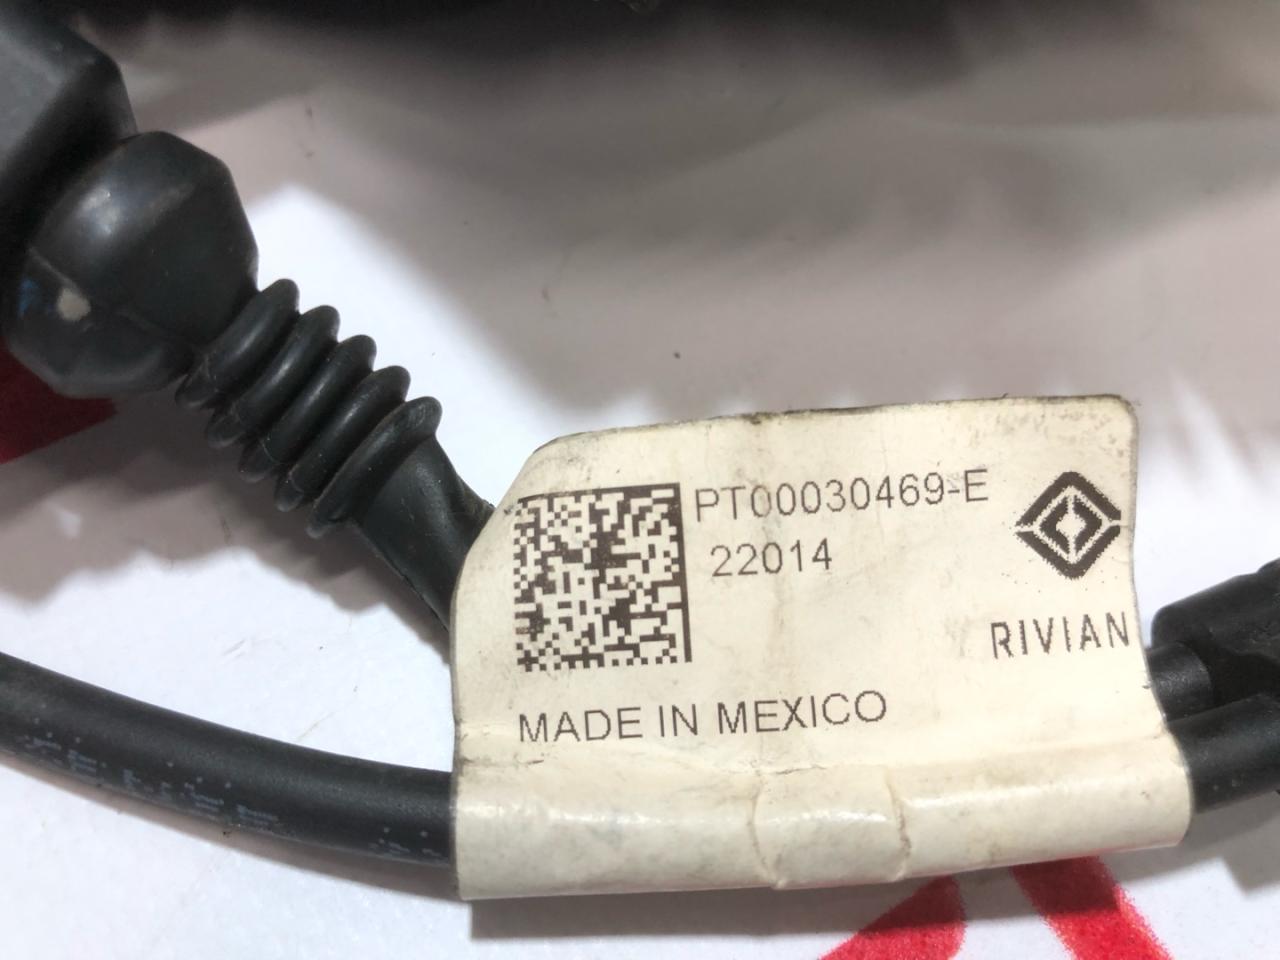 PT00030469-E
22014
RIVIAN
MADE IN MEXICO